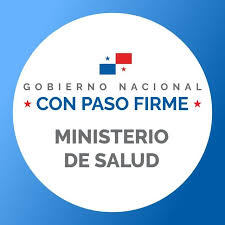 GOBIERNO NACIONAL
★ CON PASO FIRME ★
MINISTERIO
DE SALUD